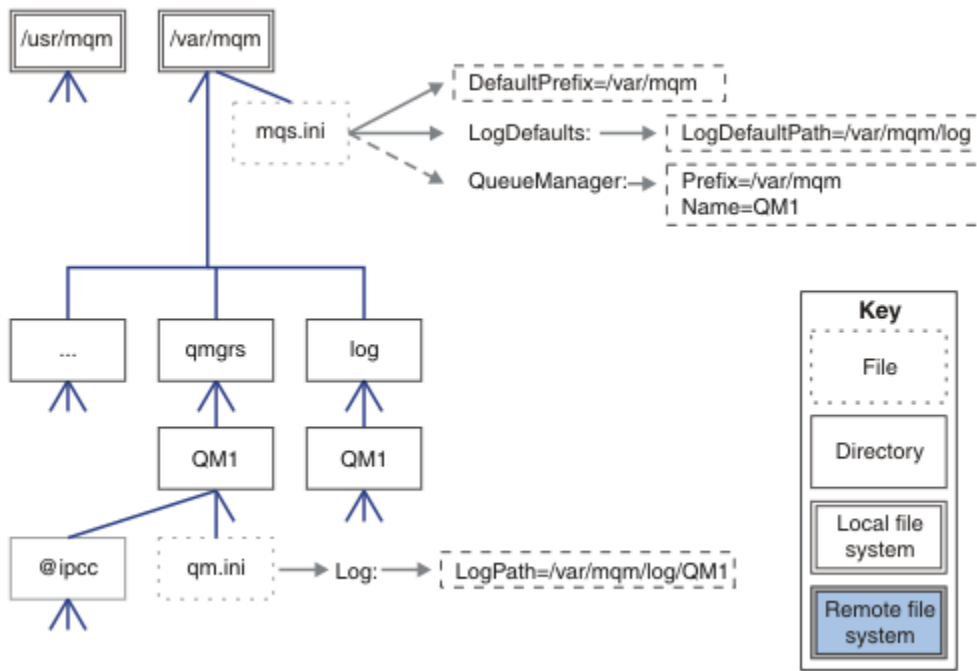 /usr/mqm
/var/mqm
mqs.ini
DefaultPrefix=/var/mqm
LogDefaults:
LogDefaultPath=/var/mqm/log
QueueManager:
Prefix=/var/mqm
Name=QM1
...
qmgrs
log
QM1
QM1
@ipcc
qm.ini
Log:
LogPath=/var/mqm/log/QM1
Key
File
Directory
Local file
system
Remote file
system